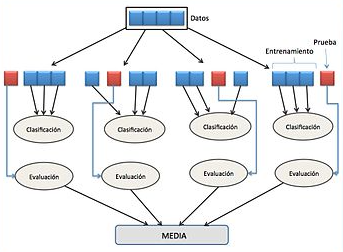 Datos
Prueba
Entrenamiento
Clasificación
Clasificación
Clasificación
Clasificación
Evaluación
Evaluación
Evaluación
Evaluación
MEDIA